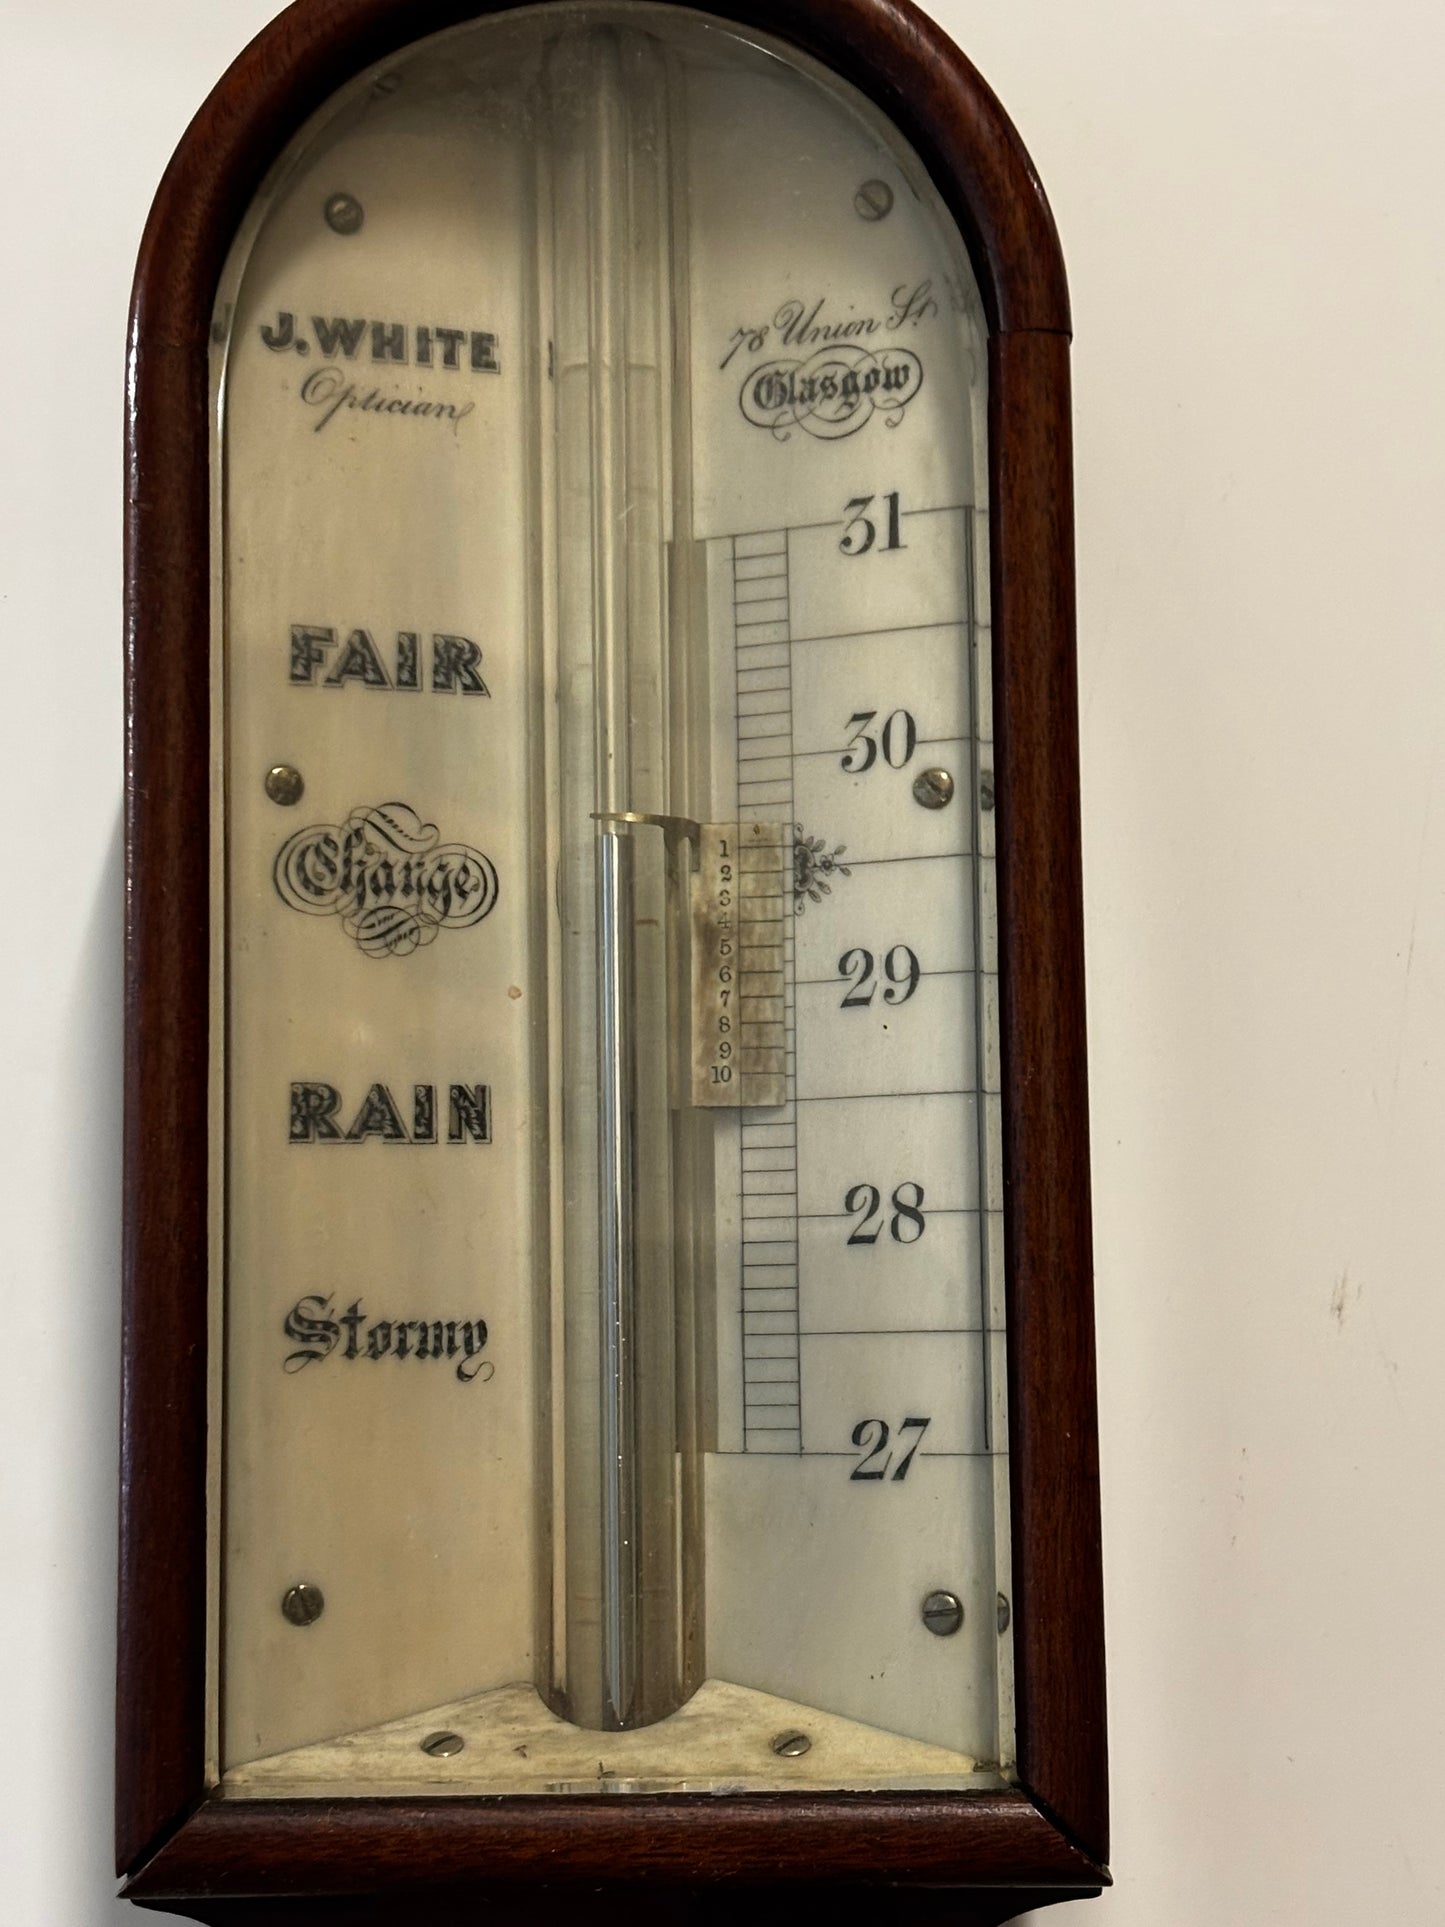 J. WHITE
Optician
78 Union St.
Glasgow
31
FAIR
30
Change
1
2
3
4
5
6
7
8
9
10
29
RAIN
28
Stormy
27